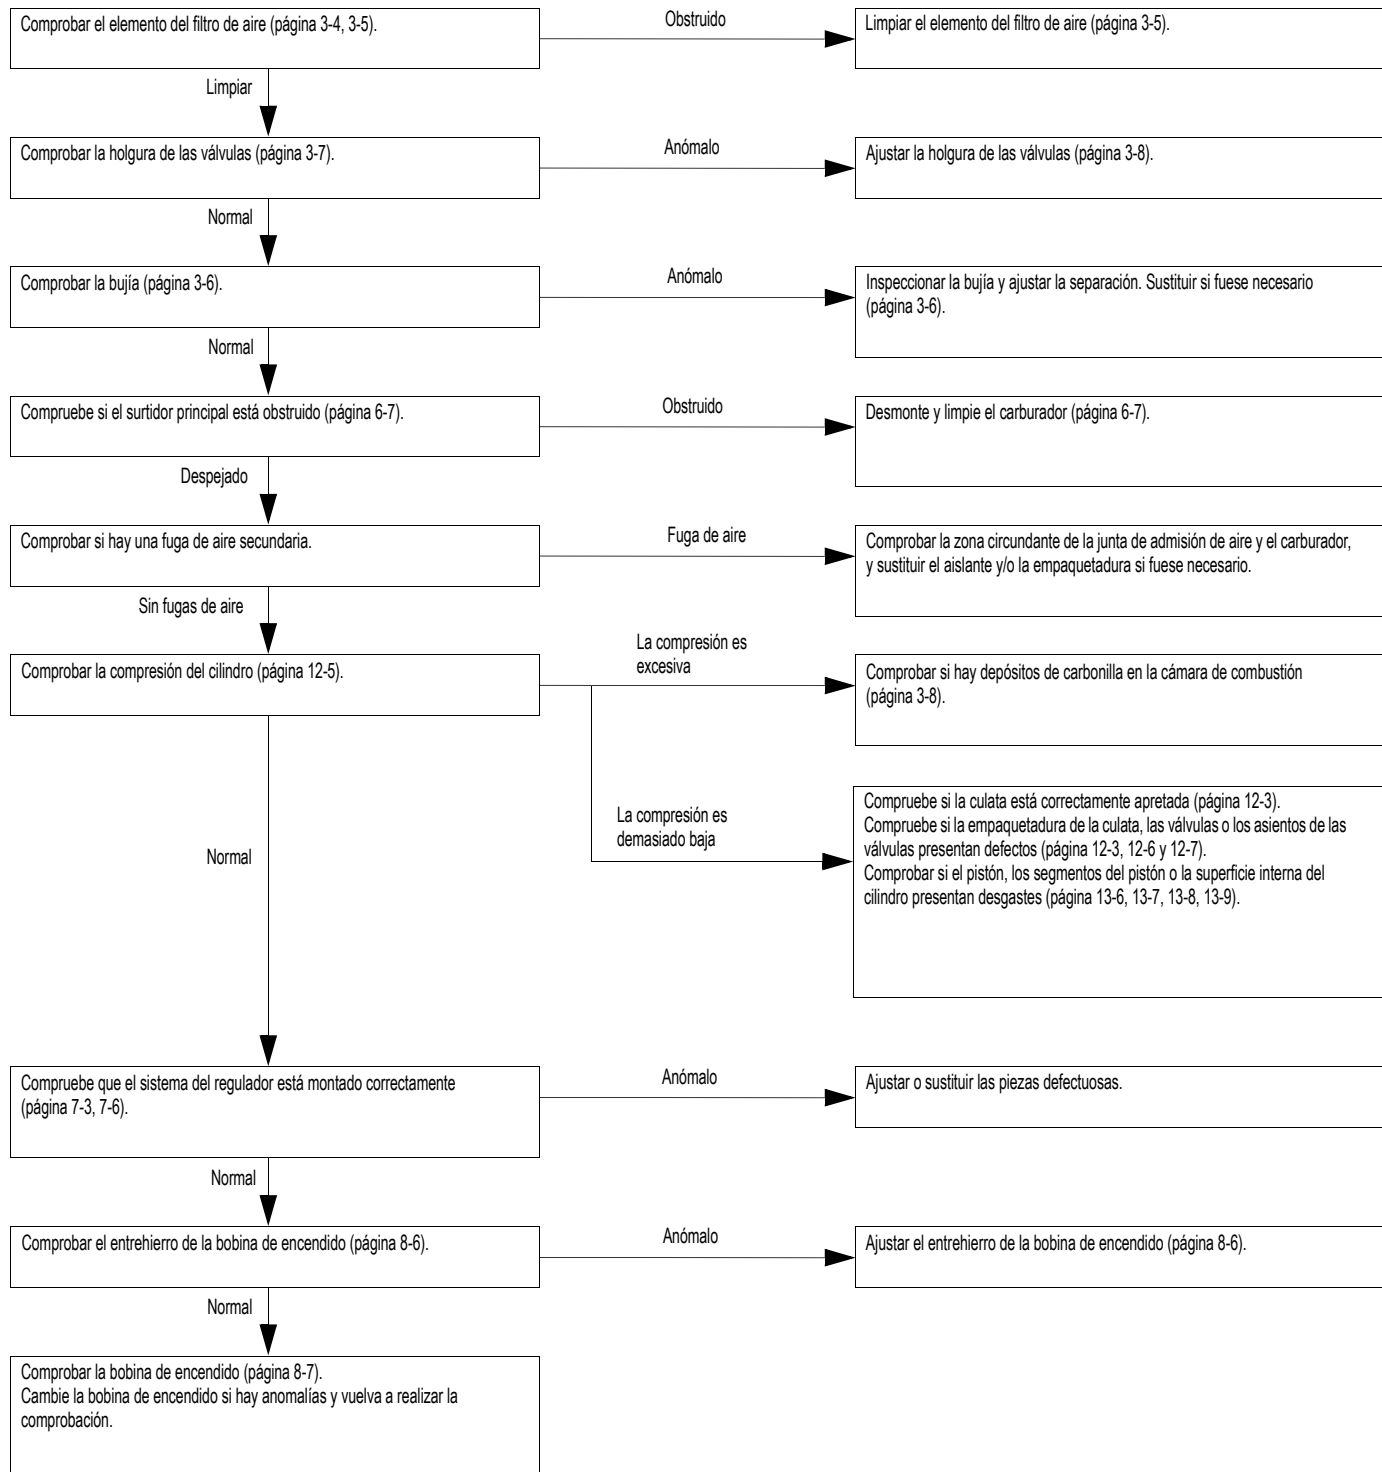 Comprobar el elemento del filtro de aire (página 3-4, 3-5).
Obstruido
Limpiar el elemento del filtro de aire (página 3-5).
Limpiar
Comprobar la holgura de las válvulas (página 3-7).
Anómalo
Ajustar la holgura de las válvulas (página 3-8).
Normal
Comprobar la bujía (página 3-6).
Anómalo
Inspeccionar la bujía y ajustar la separación. Sustituir si fuese necesario
(página 3-6).
Normal
Compruebe si el surtidor principal está obstruido (página 6-7).
Obstruido
Desmonte y limpie el carburador (página 6-7).
Despejado
Comprobar si hay una fuga de aire secundaria.
Fuga de aire
Comprobar la zona circundante de la junta de admisión de aire y el carburador,
y sustituir el aislante y/o la empaquetadura si fuese necesario.
Sin fugas de aire
Comprobar la compresión del cilindro (página 12-5).
La compresión es
excesiva
Comprobar si hay depósitos de carbonilla en la cámara de combustión
(página 3-8).
La compresión es
demasiado baja
Compruebe si la culata está correctamente apretada (página 12-3).
Compruebe si la empaquetadura de la culata, las válvulas o los asientos de las
válvulas presentan defectos (página 12-3, 12-6 y 12-7).
Comprobar si el pistón, los segmentos del pistón o la superficie interna del
cilindro presentan desgastes (página 13-6, 13-7, 13-8, 13-9).
Normal
Compruebe que el sistema del regulador está montado correctamente
(página 7-3, 7-6).
Anómalo
Ajustar o sustituir las piezas defectuosas.
Normal
Comprobar el entrehierro de la bobina de encendido (página 8-6).
Anómalo
Ajustar el entrehierro de la bobina de encendido (página 8-6).
Normal
Comprobar la bobina de encendido (página 8-7).
Cambie la bobina de encendido si hay anomalías y vuelva a realizar la
comprobación.